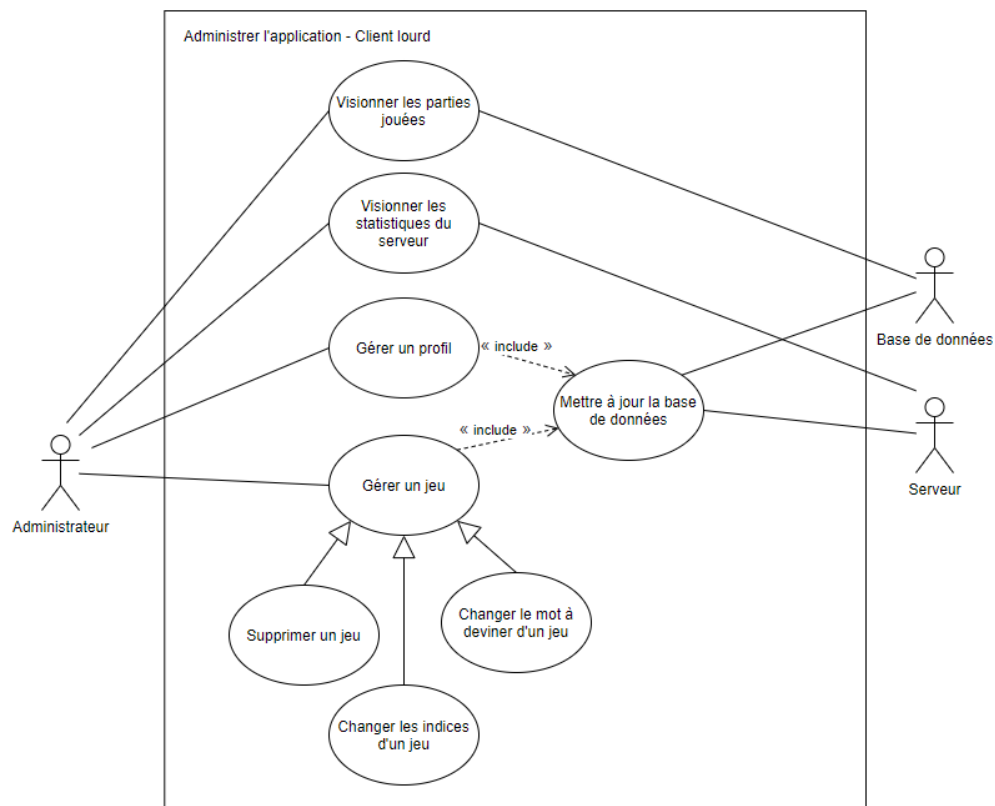 Administrer l'application - Client lourd
Visionner les parties
jouées
Visionner les
statistiques du
serveur
Gérer un profil
« include »
Mettre à jour la base
de données
« include »
Gérer un jeu
Supprimer un jeu
Changer le mot à
deviner d'un jeu
Changer les indices
d'un jeu
Administrateur
Base de données
Serveur